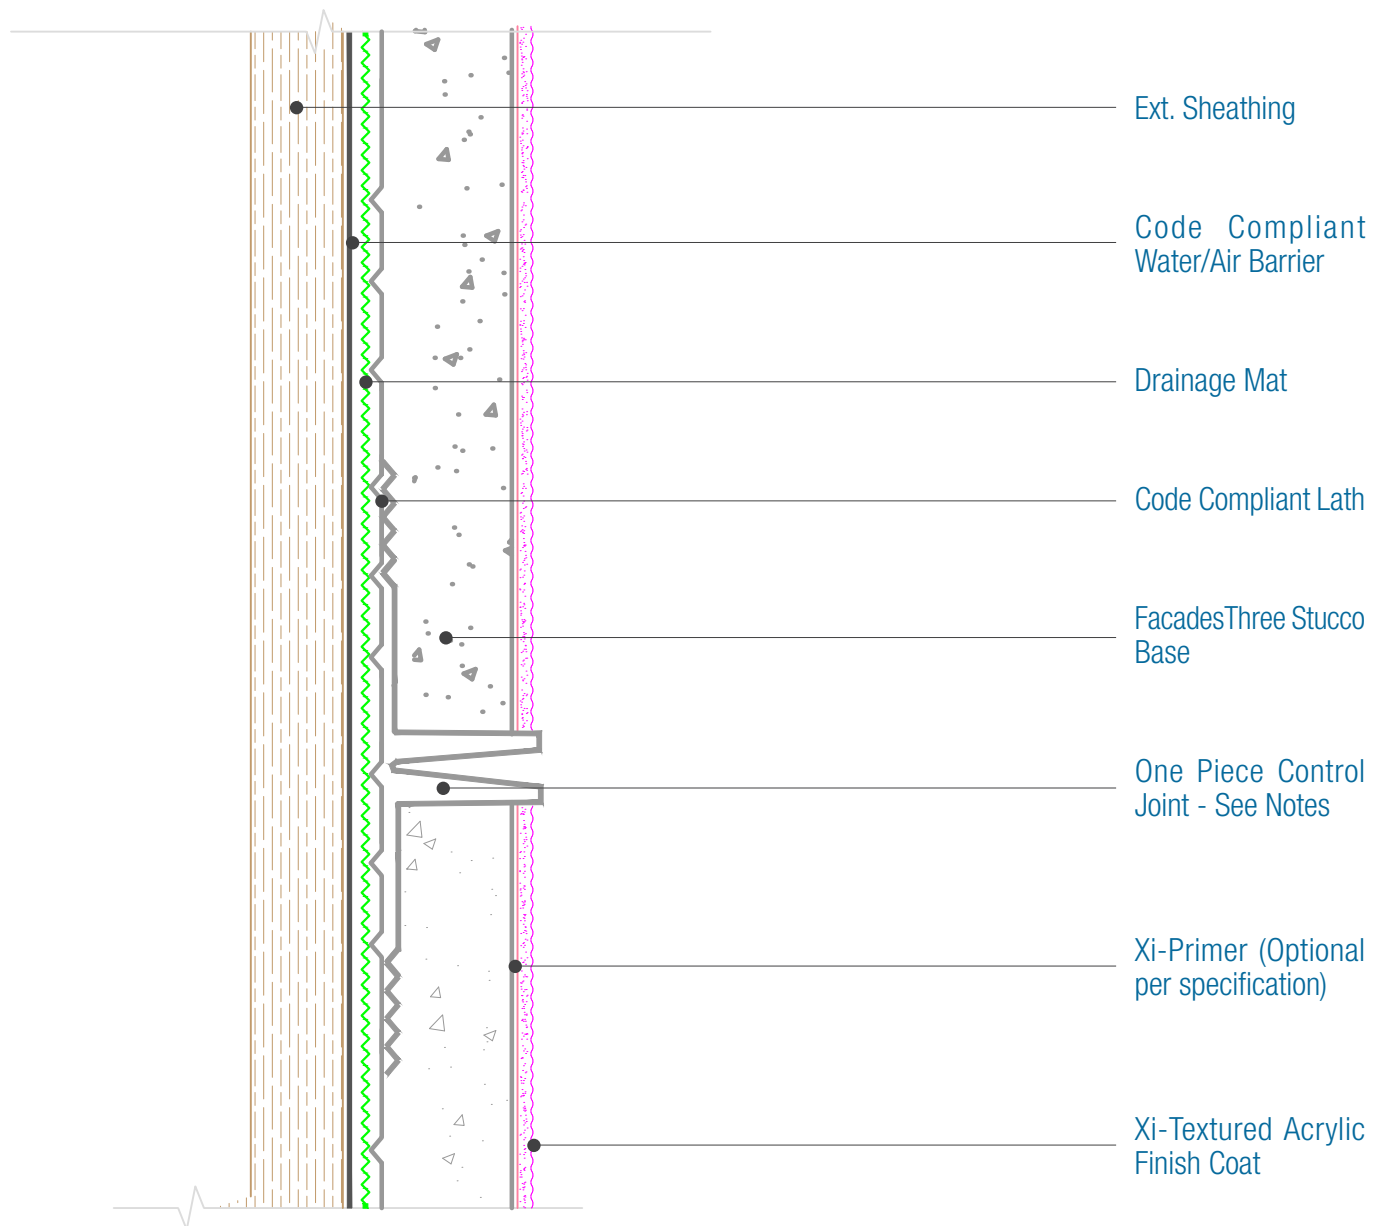 Ext. Sheathing
Code Compliant
Water/Air Barrier
Drainage Mat
Code Compliant Lath
FacadesThree Stucco
Base
One Piece Control
Joint - See Notes
Xi-Primer (Optional
per specification)
Xi-Textured Acrylic
Finish Coat